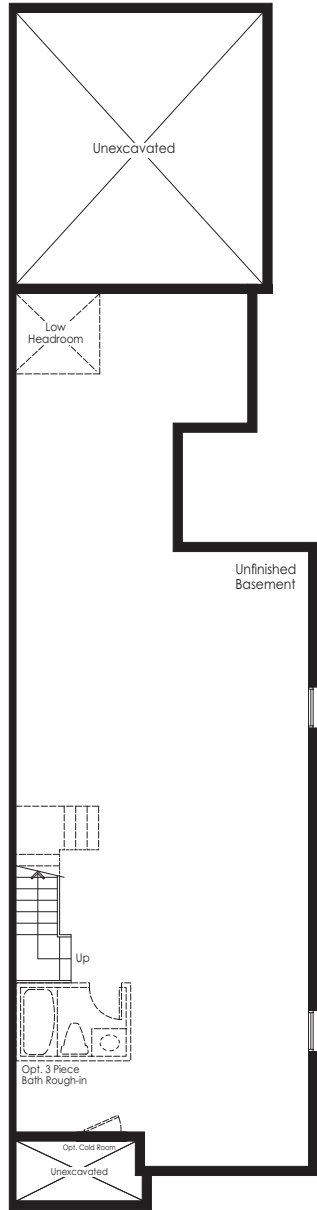 Unexcavated
Low
Headroom
Unfinished
Basement
Up
Opt. 3 Piece
Bath Rough-in
Opt. Cold Room
Unexcavated